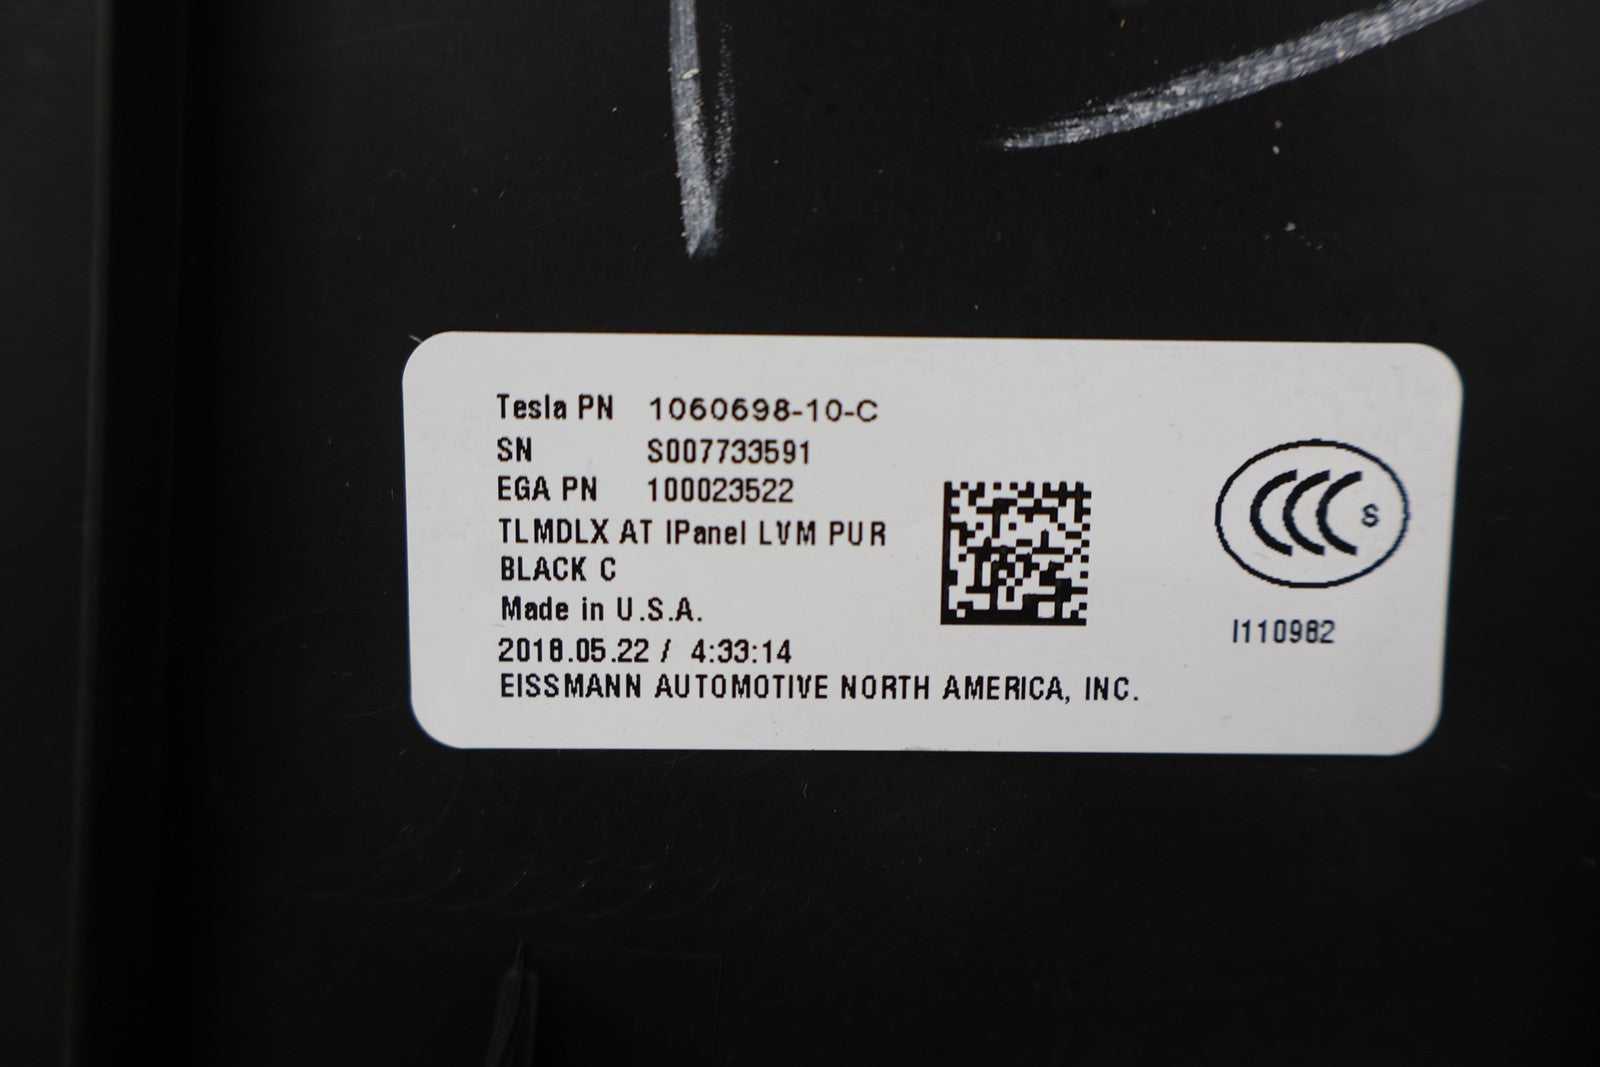 Tesla PN 1060698-10-C
SN S007733591
EGA PN 100023522
TLMDLX AT IPanel LVM PUR
BLACK C
Made in U.S.A.
2018.05.22 / 4:33:14
EISSMANN AUTOMOTIVE NORTH AMERICA, INC.
CCC S
I110982